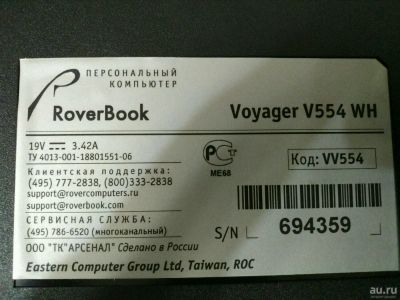 ПЕРСОНАЛЬНЫЙ
КОМПЬЮТЕР
RoverBook
Voyager V554 WH
19V 3.42A
ТУ 4013-001-18801551-06
Клиентская поддержка:
(495) 777-2838, (800)333-2838
support@rovercomputers.ru
support@roverbook.com
РСТ
ME68
Код: VV554
СЕРВИСНАЯ СЛУЖБА:
(495) 786-6520 (многоканальный)
S/N 694359
ООО "ТК"АРСЕНАЛ" Сделано в России
Eastern Computer Group Ltd, Taiwan, ROC
au.ru